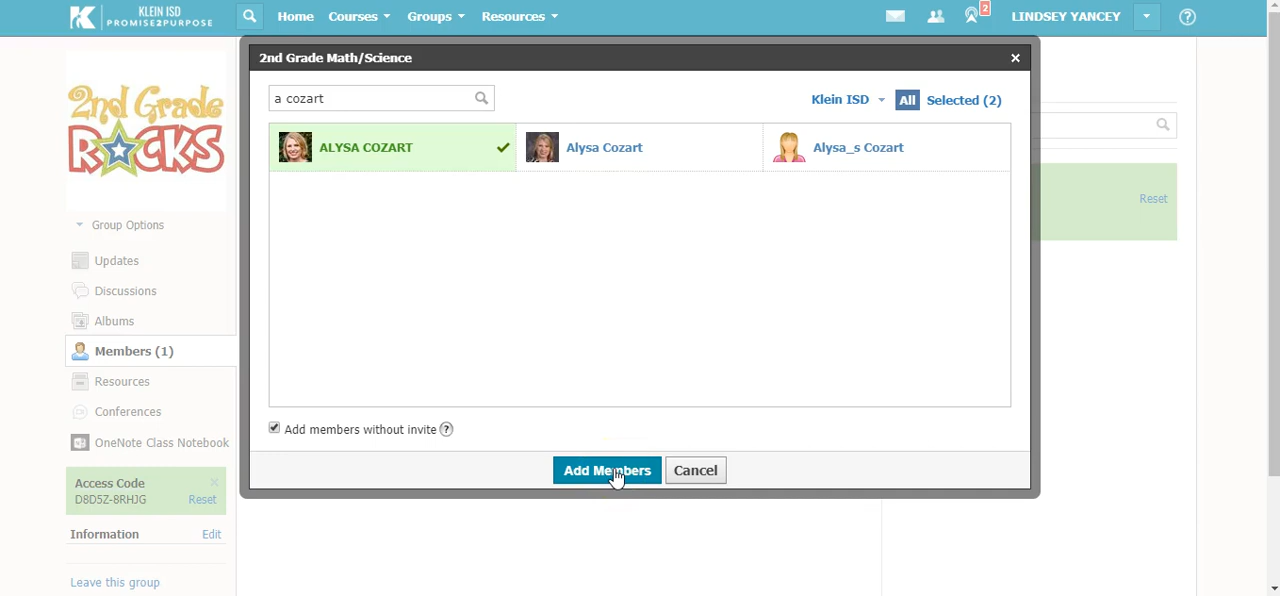 KLEIN ISD
PROMISE2PURPOSE
Home Courses Groups Resources
2
LINDSEY YANCEY
?
2nd Grade
ROCKS
Group Options
Updates
Discussions
Albums
Members (1)
Resources
Conferences
OneNote Class Notebook
Access Code
D8D5Z-8RHJG Reset
Information Edit
Leave this group
2nd Grade Math/Science
a cozart
Klein ISD All Selected (2)
ALYSA COZART Alysa Cozart Alysa_s Cozart
Add members without invite ?
Add Members Cancel
Reset